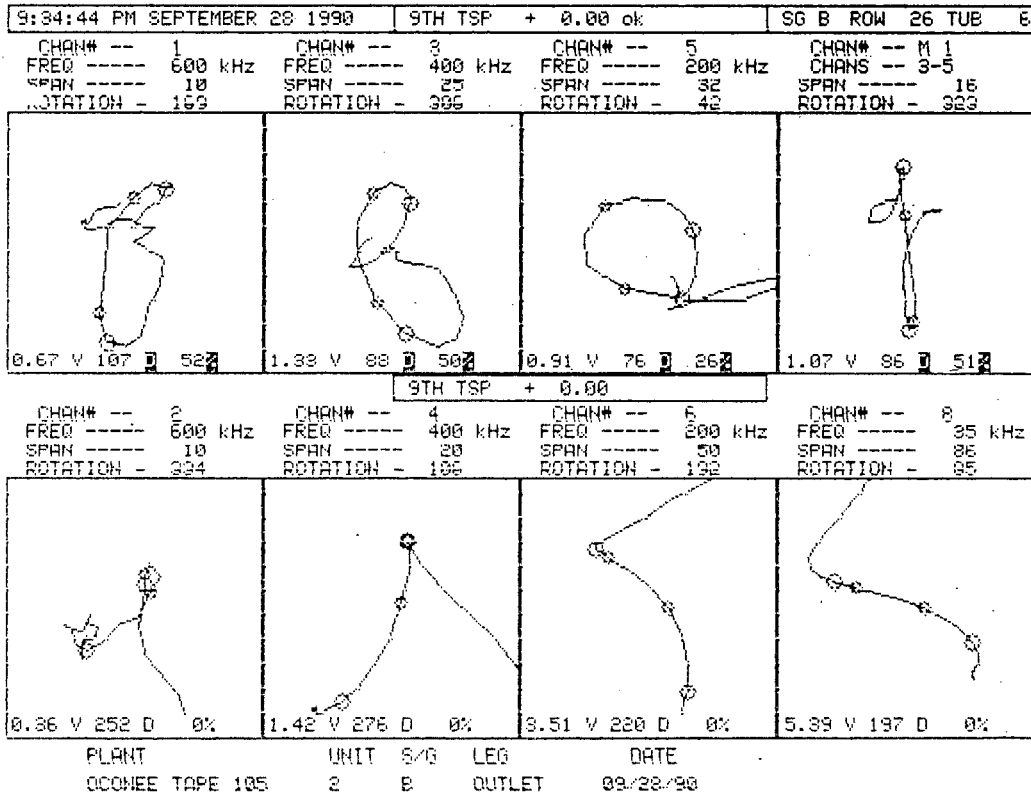 9:34:44 PM SEPTEMBER 28 1990
9TH TSP + 0.00 ok
SG B ROW 26 TUB 6
CHAN# -- 1
FREQ ----- 600 kHz
SPAN ----- 10
ROTATION - 169
CHAN# -- 3
FREQ ----- 400 kHz
SPAN ----- 25
ROTATION -
CHAN# -- 5
FREQ ----- 200 kHz
SPAN ----- 32
ROTATION - 42
CHAN# -- M 1
CHANS -- 3-5
SPAN ----- 16
ROTATION - 323
0.67 V 107 D 52%
1.33 V 88 D 50%
0.91 V 76 D 26%
1.07 V 86 D 51%
9TH TSP + 0.00
CHAN# -- 2
FREQ ----- 600 kHz
SPAN ----- 10
ROTATION - 334
CHAN# -- 4
FREQ ----- 400 kHz
SPAN ----- 20
ROTATION -
CHAN# -- 6
FREQ ----- 200 kHz
SPAN ----- 50
ROTATION - 192
CHAN# -- 8
FREQ ----- 35 kHz
SPAN ----- 86
ROTATION -
0.36 V 252 D 0%
1.42 V 276 D 0%
3.51 V 220 D 0%
5.39 V 197 D 0%
PLANT UNIT S/G LEG DATE
OCONEE TAPE 105 2 B OUTLET 09/28/90